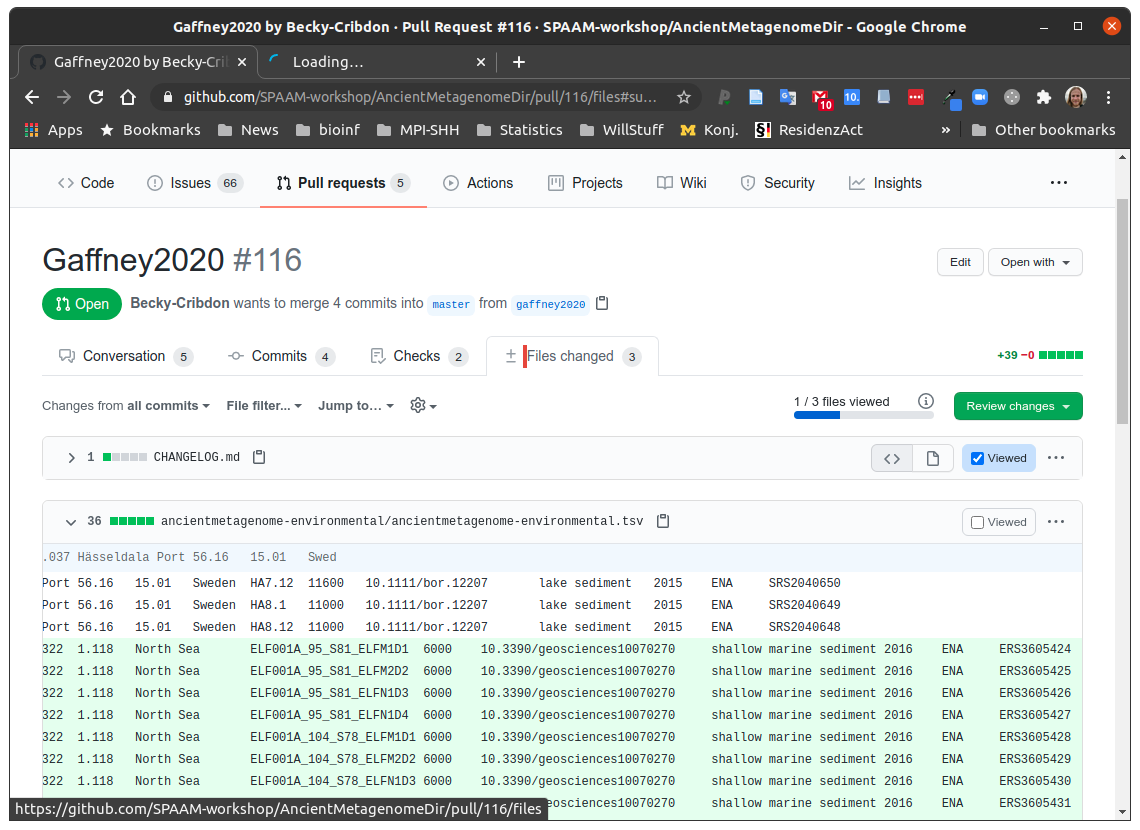 Gaffney2020 by Becky-Cribdon · Pull Request #116 · SPAAM-workshop/AncientMetagenomeDir - Google Chrome
Gaffney2020 by Becky-Cri Loading…
github.com/SPAAM-workshop/AncientMetagenomeDir/pull/116/files#su… 10 10.
Apps Bookmarks News bioinf MPI-SHH Statistics WillStuff Konj. S! ResidenzAct » Other bookmarks
Code Issues 66 Pull requests 5 Actions Projects Wiki Security Insights
Gaffney2020 #116 Edit Open with
Open Becky-Cribdon wants to merge 4 commits into master from gaffney2020
Conversation 5 Commits 4 Checks 2 Files changed 3 +39 −0
Changes from all commits File filter… Jump to… 1 / 3 files viewed Review changes
1 CHANGELOG.md Viewed
36 ancientmetagenome-environmental/ancientmetagenome-environmental.tsv Viewed
.037 Hässeldala Port 56.16 15.01 Swed
Port 56.16 15.01 Sweden HA7.12 11600 10.1111/bor.12207 lake sediment 2015 ENA SRS2040650
Port 56.16 15.01 Sweden HA8.1 11000 10.1111/bor.12207 lake sediment 2015 ENA SRS2040649
Port 56.16 15.01 Sweden HA8.12 11000 10.1111/bor.12207 lake sediment 2015 ENA SRS2040648
322 1.118 North Sea ELF001A_95_S81_ELFM1D1 6000 10.3390/geosciences10070270 shallow marine sediment 2016 ENA ERS3605424
322 1.118 North Sea ELF001A_95_S81_ELFM2D2 6000 10.3390/geosciences10070270 shallow marine sediment 2016 ENA ERS3605425
322 1.118 North Sea ELF001A_95_S81_ELFN1D3 6000 10.3390/geosciences10070270 shallow marine sediment 2016 ENA ERS3605426
322 1.118 North Sea ELF001A_95_S81_ELFN1D4 6000 10.3390/geosciences10070270 shallow marine sediment 2016 ENA ERS3605427
322 1.118 North Sea ELF001A_104_S78_ELFM1D1 6000 10.3390/geosciences10070270 shallow marine sediment 2016 ENA ERS3605428
322 1.118 North Sea ELF001A_104_S78_ELFM2D2 6000 10.3390/geosciences10070270 shallow marine sediment 2016 ENA ERS3605429
322 1.118 North Sea ELF001A_104_S78_ELFN1D3 6000 10.3390/geosciences10070270 shallow marine sediment 2016 ENA ERS3605430
eosciences10070270 shallow marine sediment 2016 ENA ERS3605431
https://github.com/SPAAM-workshop/AncientMetagenomeDir/pull/116/files